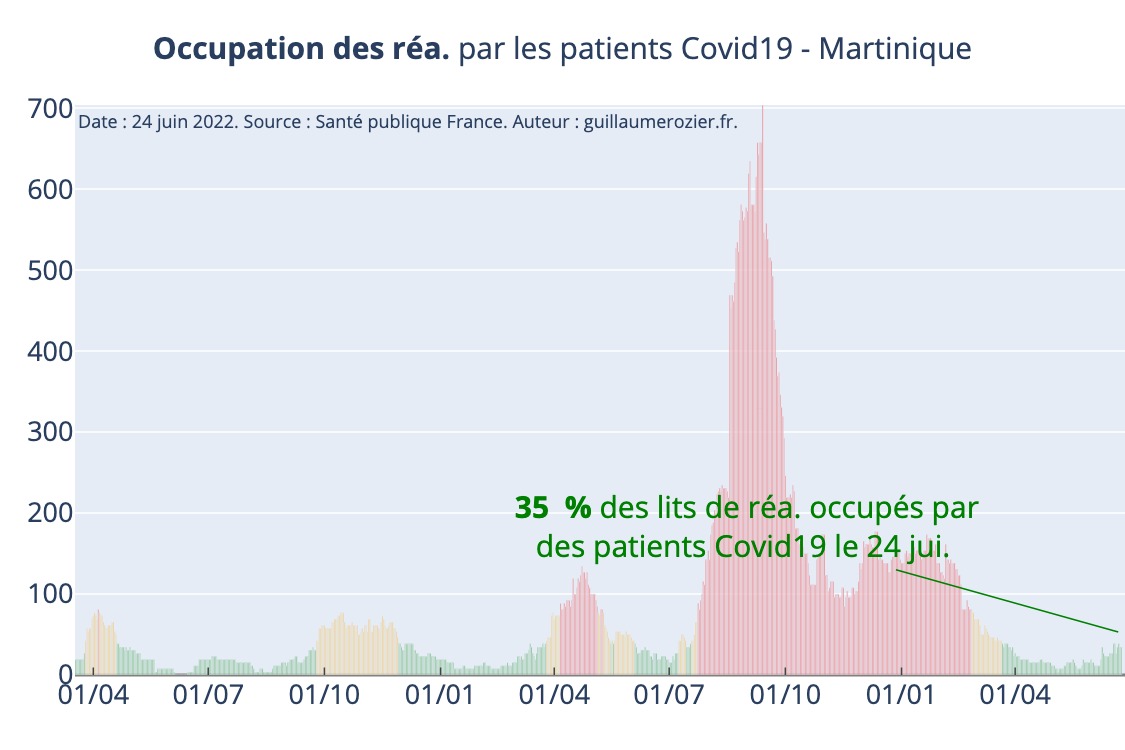 Occupation des réa. par les patients Covid19 - Martinique
700
Date : 24 juin 2022. Source : Santé publique France. Auteur : guillaumerozier.fr.
600
500
400
300
200
35 % des lits de réa. occupés par
des patients Covid19 le 24 jui.
100
0
01/04 01/07 01/10 01/01 01/04 01/07 01/10 01/01 01/04